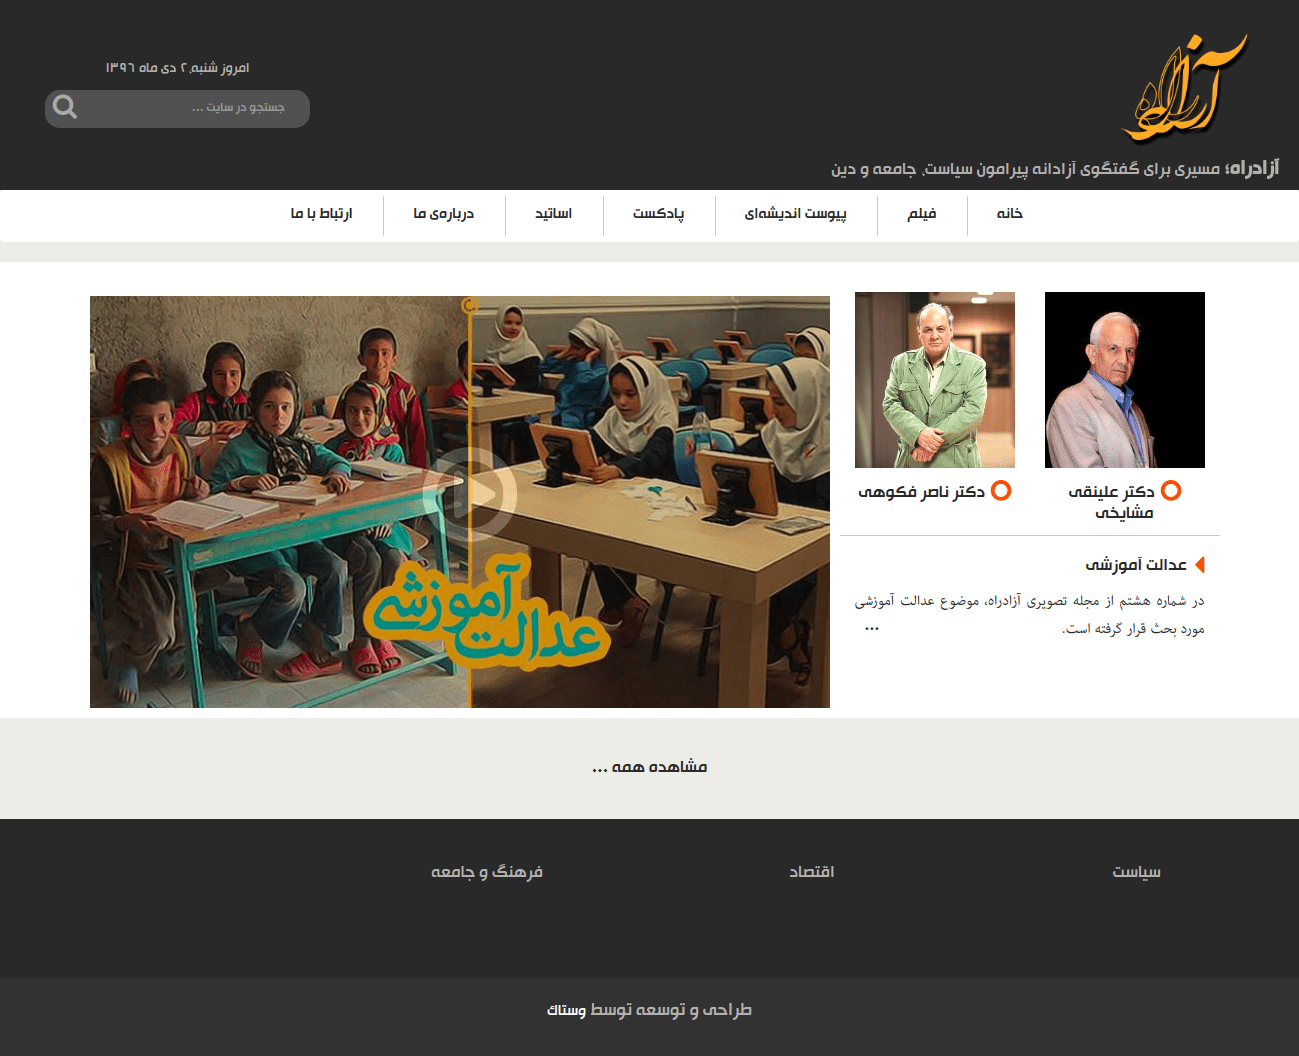 آزادراه
امروز شنبه, ۲ دی ماه ۱۳۹۶
جستجو در سایت ...
آزادراه؛ مسیری برای گفتگوی آزادانه پیرامون سیاست, جامعه و دین
خانه
فیلم
پیوست اندیشه‌ای
پادکست
اساتید
درباره‌ی ما
ارتباط با ما
دکتر علینقی
مشایخی
دکتر ناصر فکوهی
عدالت آموزشی
در شماره هشتم از مجله تصویری آزادراه، موضوع عدالت آموزشی
مورد بحث قرار گرفته است.
...
عدالت آموزشی
مشاهده همه ...
سیاست
اقتصاد
فرهنگ و جامعه
طراحی و توسعه توسط وستاک